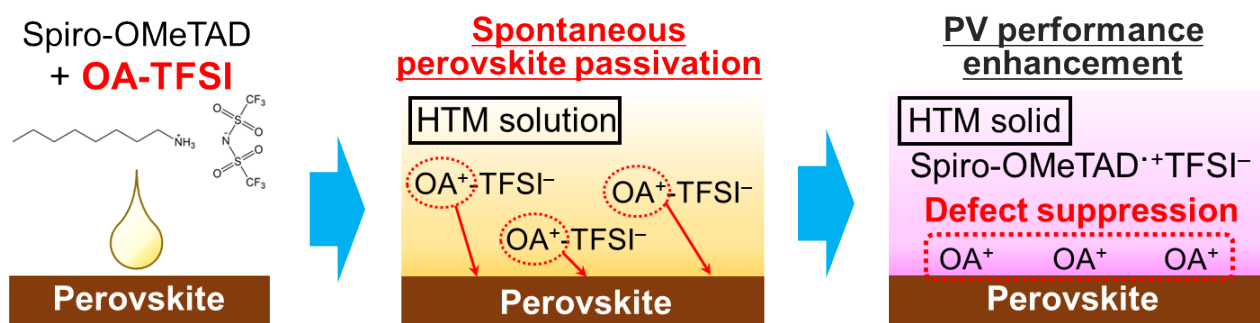 Spiro-OMeTAD
+ OA-TFSI
NH₃
+
CF₃
O
S
O
N
–
O
S
O
CF₃
Perovskite
Spontaneous
perovskite passivation
HTM solution
OA⁺-TFSI⁻
OA⁺-TFSI⁻
OA⁺-TFSI⁻
Perovskite
PV performance
enhancement
HTM solid
Spiro-OMeTAD·⁺TFSI⁻
Defect suppression
OA⁺ OA⁺ OA⁺
Perovskite